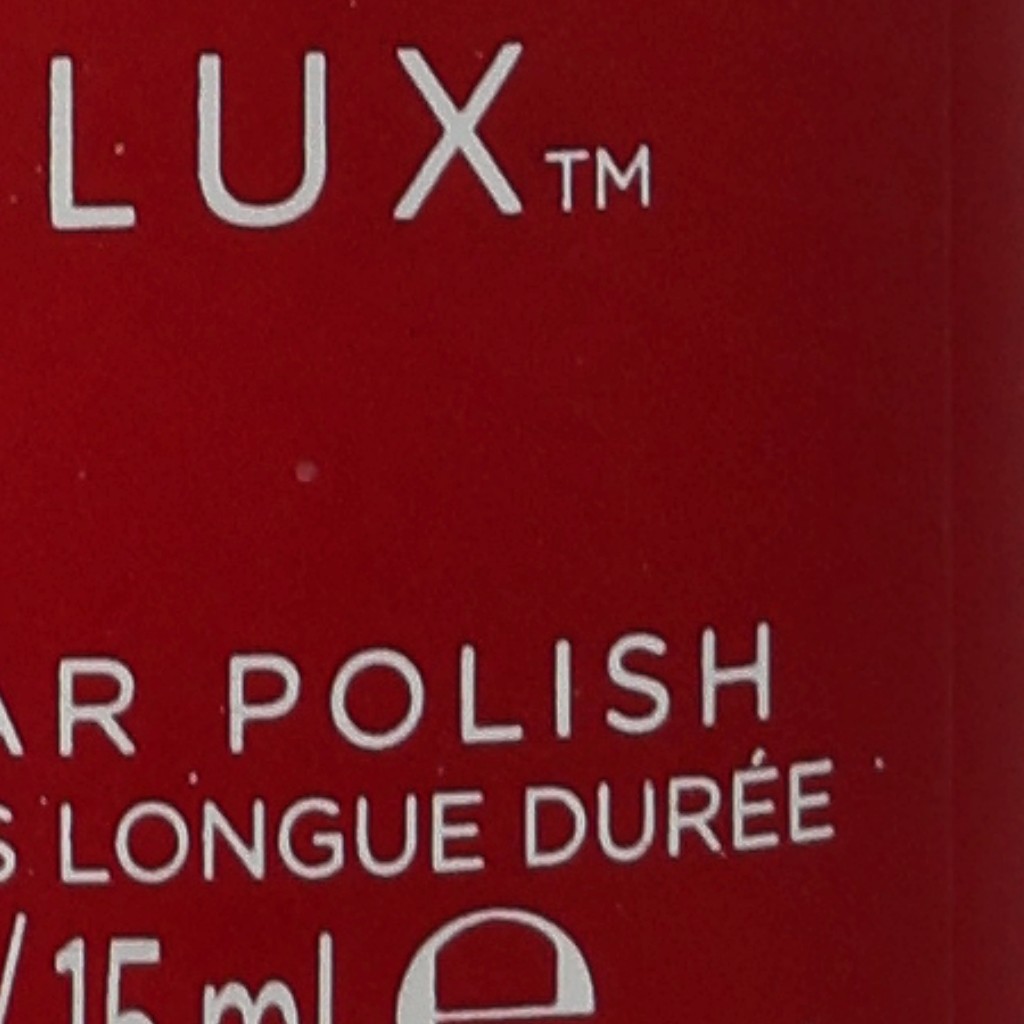 LUX™
AR POLISH
S LONGUE DURÉE
/ 15 ml e